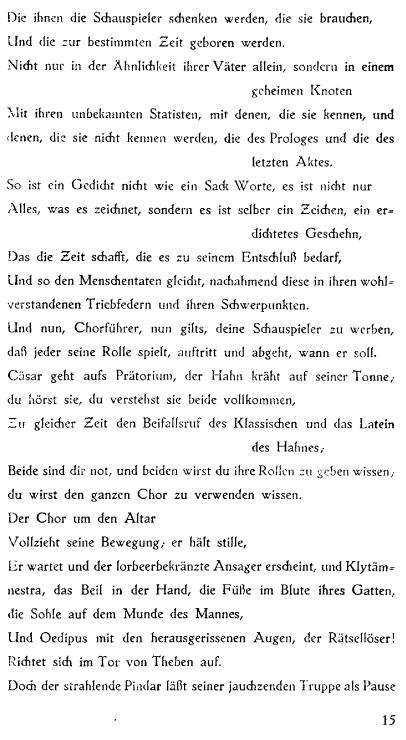 Die ihnen die Schauspieler schenken werden, die sie brauchen,
Und die zur bestimmten Zeit geboren werden.
Nicht nur in der Ähnlichkeit ihrer Väter allein, sondern in einem
geheimen Knoten
Mit ihren unbekannten Statisten, mit denen, die sie kennen, und
denen, die sie nicht kennen werden, die des Prologes und die des
letzten Aktes.
So ist ein Gedicht nicht wie ein Sack Worte, es ist nicht nur
Alles, was es zeichnet, sondern es ist selber ein Zeichen, ein er=
dichtetes Geschehn,
Das die Zeit schafft, die es zu seinem Entschluß bedarf,
Und so den Menschentaten gleicht, nachahmend diese in ihren wohl=
verstandenen Triebfedern und ihren Schwerpunkten.
Und nun, Chorführer, nun gilts, deine Schauspieler zu werben,
daß jeder seine Rolle spielt, auftritt und abgeht, wann er soll.
Cäsar geht aufs Prätorium, der Hahn kräht auf seiner Tonne,
du hörst sie, du verstehst sie beide vollkommen,
Zu gleicher Zeit den Beifallsruf des Klassischen und das Latein
des Hahnes,
Beide sind dir not, und beiden wirst du ihre Rollen zu geben wissen,
du wirst den ganzen Chor zu verwenden wissen.
Der Chor um den Altar
Vollzieht seine Bewegung, er hält stille,
Er wartet und der lorbeerbekränzte Ansager erscheint, und Klytäm=
nestra, das Beil in der Hand, die Füße im Blute ihres Gatten,
die Sohle auf dem Munde des Mannes,
Und Oedipus mit den herausgerissenen Augen, der Rätsellöser!
Richtet sich im Tor von Theben auf.
Doch der strahlende Pindar läßt seiner jauchzenden Truppe als Pause
15